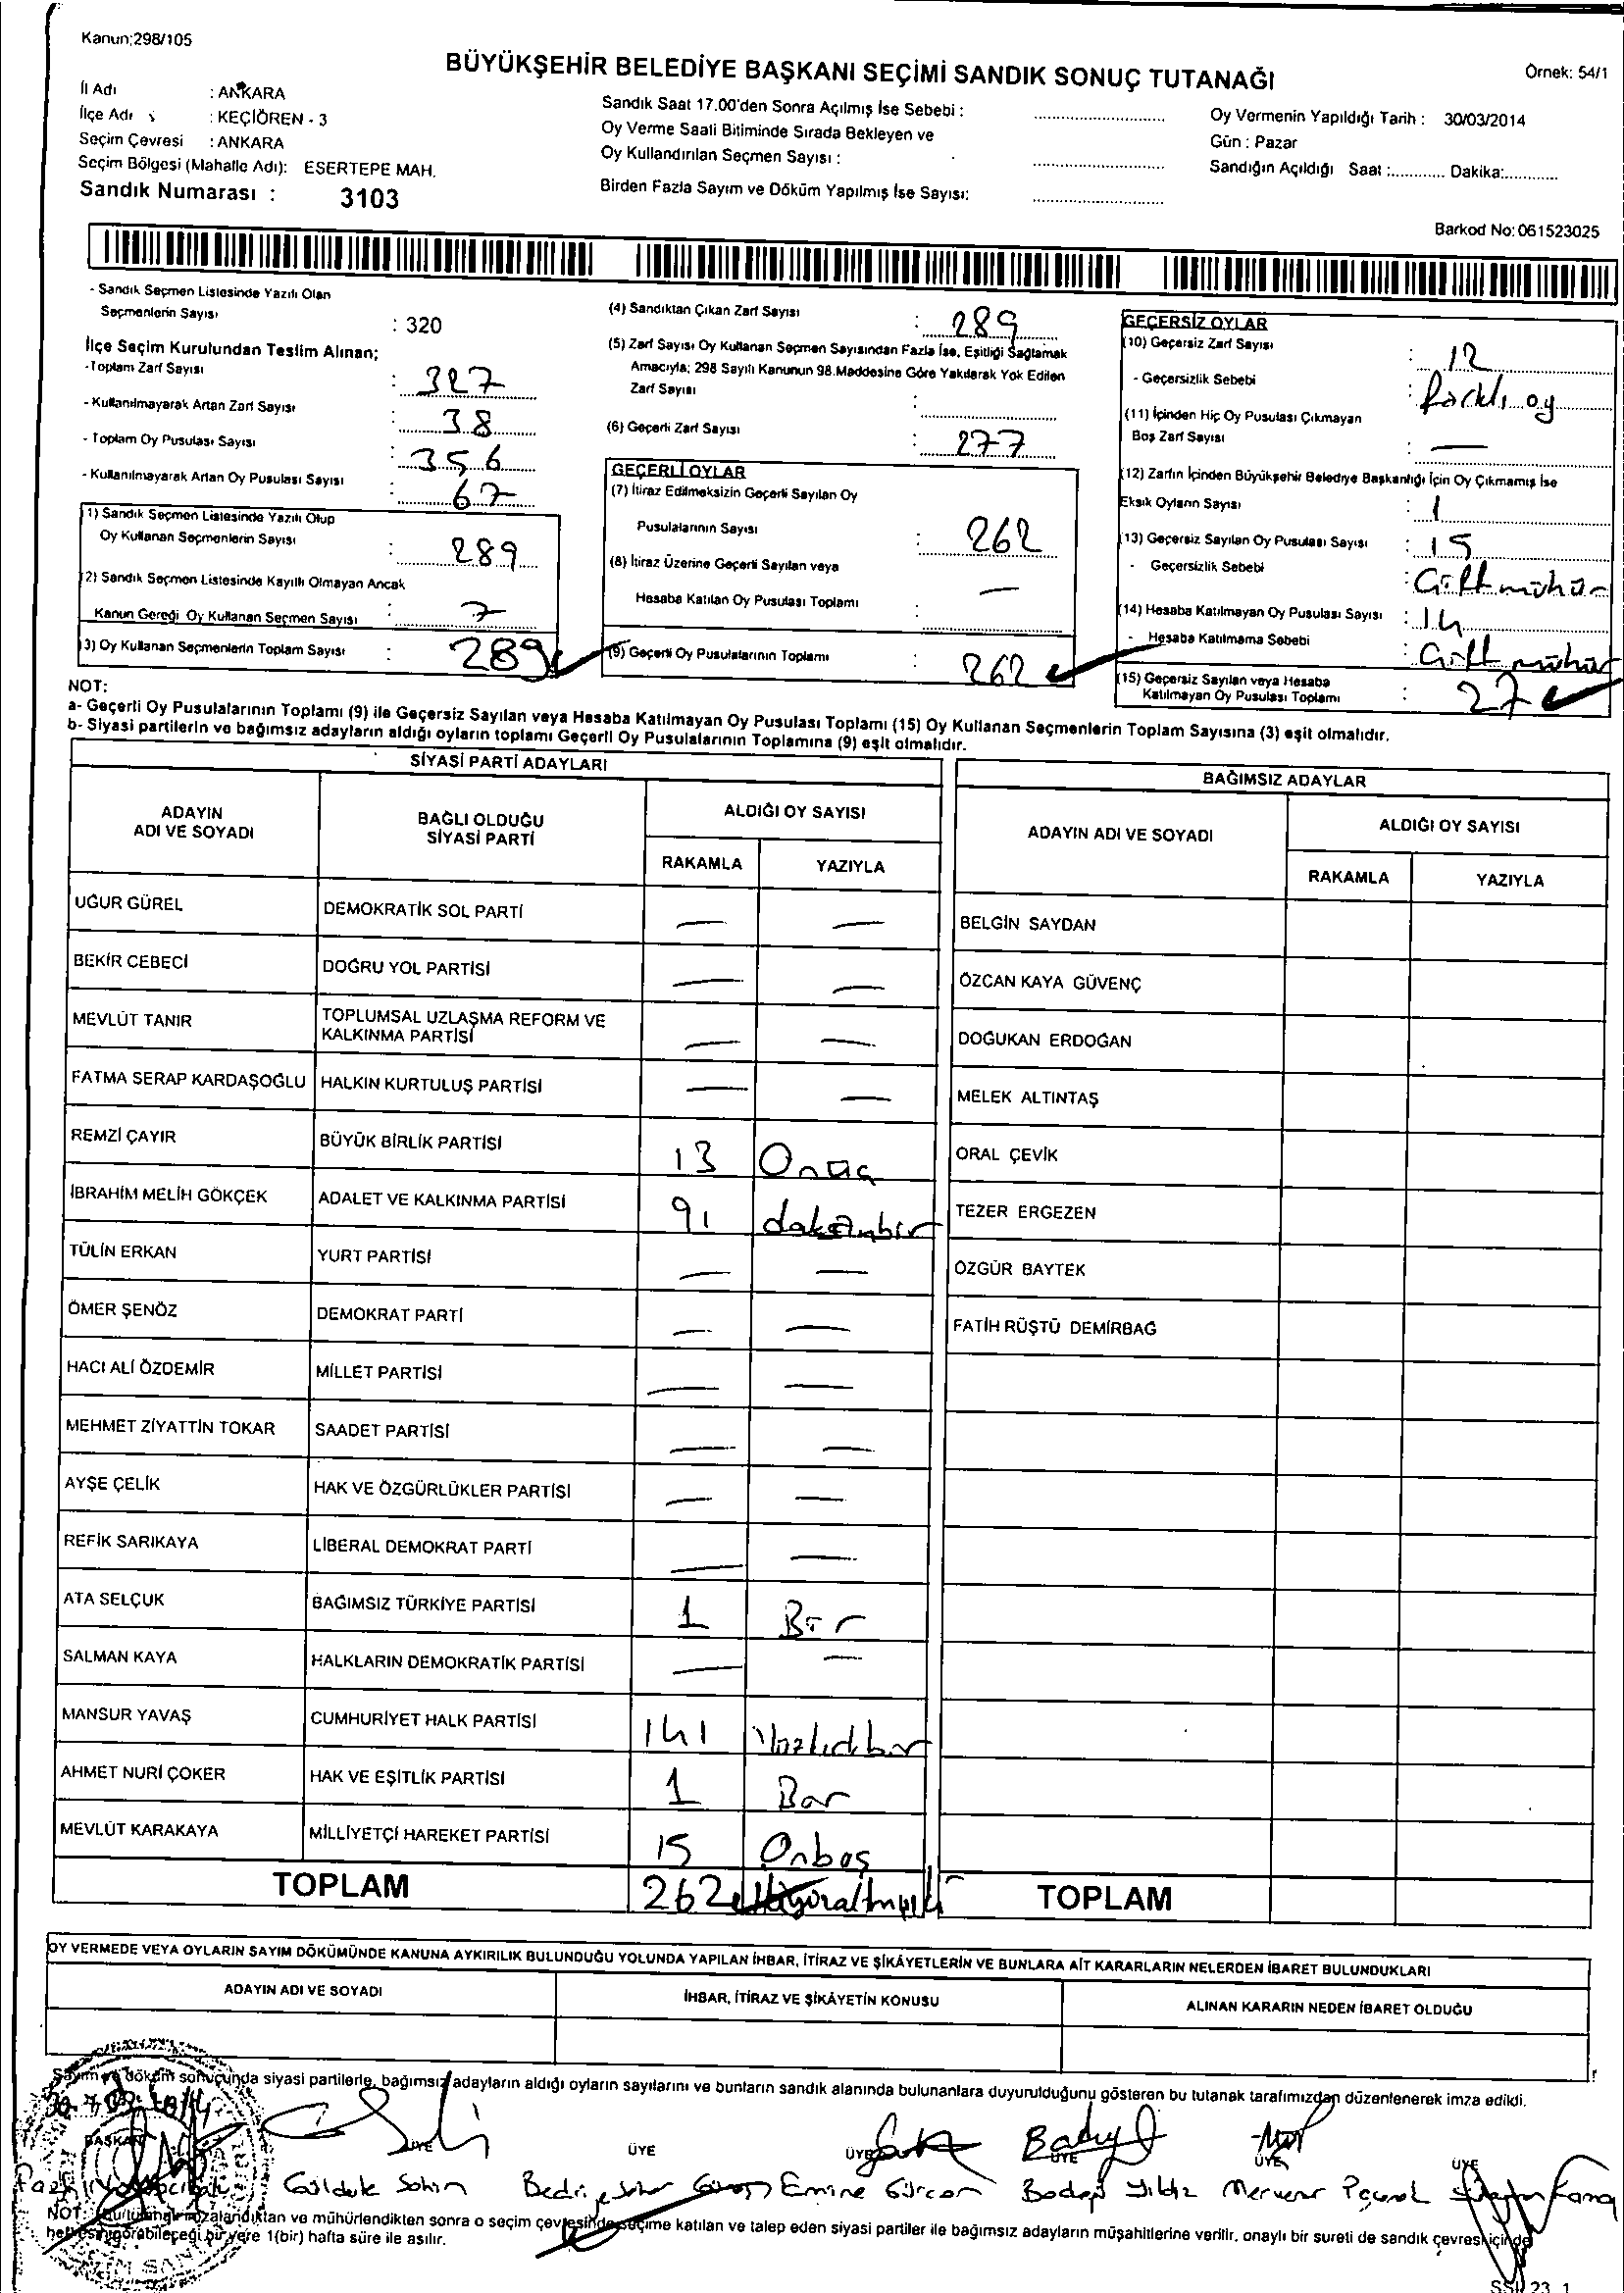 Kanun;298/105
BÜYÜKŞEHİR BELEDİYE BAŞKANI SEÇİMİ SANDIK SONUÇ TUTANAĞI
Örnek: 54/1
İl Adı : ANKARA
İlçe Adı : KEÇİÖREN - 3
Seçim Çevresi : ANKARA
Seçim Bölgesi (Mahalle Adı): ESERTEPE MAH.
Sandık Numarası : 3103
Sandık Saat 17.00'den Sonra Açılmış İse Sebebi :
Oy Verme Saati Bitiminde Sırada Bekleyen ve
Oy Kullandırılan Seçmen Sayısı :
Birden Fazla Sayım ve Döküm Yapılmış İse Sayısı:
Oy Vermenin Yapıldığı Tarih : 30/03/2014
Gün : Pazar
Sandığın Açıldığı Saat :........... Dakika:...........
Barkod No: 061523025
- Sandık Seçmen Listesinde Yazılı Olan
Seçmenlerin Sayısı : 320
İlçe Seçim Kurulundan Teslim Alınan;
-Toplam Zarf Sayısı : 327
- Kullanılmayarak Artan Zarf Sayısı : 38
- Toplam Oy Pusulası Sayısı : 356
- Kullanılmayarak Artan Oy Pusulası Sayısı : 67
1) Sandık Seçmen Listesinde Yazılı Olup
Oy Kullanan Seçmenlerin Sayısı : 289
2) Sandık Seçmen Listesinde Kayıtlı Olmayan Ancak
Kanun Gereği Oy Kullanan Seçmen Sayısı : 7
3) Oy Kullanan Seçmenlerin Toplam Sayısı : 289
(4) Sandıktan Çıkan Zarf Sayısı : 289
(5) Zarf Sayısı Oy Kullanan Seçmen Sayısından Fazla İse, Eşitliği Sağlamak
Amacıyla; 298 Sayılı Kanunun 98.Maddesine Göre Yakılarak Yok Edilen
Zarf Sayısı :
(6) Geçerli Zarf Sayısı : 277
GEÇERLİ OYLAR
(7) İtiraz Edilmeksizin Geçerli Sayılan Oy
Pusulalarının Sayısı : 262
(8) İtiraz Üzerine Geçerli Sayılan veya
Hesaba Katılan Oy Pusulası Toplamı : —
(9) Geçerli Oy Pusulalarının Toplamı : 262
GEÇERSİZ OYLAR
(10) Geçersiz Zarf Sayısı : 12
- Geçersizlik Sebebi : farklı oy
(11) İçinden Hiç Oy Pusulası Çıkmayan
Boş Zarf Sayısı : —
(12) Zarfın İçinden Büyükşehir Belediye Başkanlığı İçin Oy Çıkmamış İse
Eksik Oyların Sayısı : 1
(13) Geçersiz Sayılan Oy Pusulası Sayısı : 15
- Geçersizlik Sebebi : Çift mühür
(14) Hesaba Katılmayan Oy Pusulası Sayısı : 14
- Hesaba Katılmama Sebebi : Çift mühür
(15) Geçersiz Sayılan veya Hesaba
Katılmayan Oy Pusulası Toplamı : 27
NOT:
a- Geçerli Oy Pusulalarının Toplamı (9) ile Geçersiz Sayılan veya Hesaba Katılmayan Oy Pusulası Toplamı (15) Oy Kullanan Seçmenlerin Toplam Sayısına (3) eşit olmalıdır.
b- Siyasi partilerin ve bağımsız adayların aldığı oyların toplamı Geçerli Oy Pusulalarının Toplamına (9) eşit olmalıdır.
SİYASİ PARTİ ADAYLARI
ADAYIN ADI VE SOYADI
BAĞLI OLDUĞU SİYASİ PARTİ
ALDIĞI OY SAYISI
RAKAMLA YAZIYLA
UĞUR GÜREL DEMOKRATİK SOL PARTİ — —
BEKİR CEBECİ DOĞRU YOL PARTİSİ — —
MEVLÜT TANIR TOPLUMSAL UZLAŞMA REFORM VE KALKINMA PARTİSİ — —
FATMA SERAP KARDAŞOĞLU HALKIN KURTULUŞ PARTİSİ — —
REMZİ ÇAYIR BÜYÜK BİRLİK PARTİSİ 13 Onüç
İBRAHİM MELİH GÖKÇEK ADALET VE KALKINMA PARTİSİ 91 doksanbir
TÜLİN ERKAN YURT PARTİSİ — —
ÖMER ŞENÖZ DEMOKRAT PARTİ — —
HACI ALİ ÖZDEMİR MİLLET PARTİSİ — —
MEHMET ZİYATTİN TOKAR SAADET PARTİSİ — —
AYŞE ÇELİK HAK VE ÖZGÜRLÜKLER PARTİSİ — —
REFİK SARIKAYA LİBERAL DEMOKRAT PARTİ — —
ATA SELÇUK BAĞIMSIZ TÜRKİYE PARTİSİ 1 Bir
SALMAN KAYA HALKLARIN DEMOKRATİK PARTİSİ — —
MANSUR YAVAŞ CUMHURİYET HALK PARTİSİ 141
AHMET NURİ ÇOKER HAK VE EŞİTLİK PARTİSİ 1 Bir
MEVLÜT KARAKAYA MİLLİYETÇİ HAREKET PARTİSİ 15 Onbeş
TOPLAM 262
BAĞIMSIZ ADAYLAR
ADAYIN ADI VE SOYADI
ALDIĞI OY SAYISI
RAKAMLA YAZIYLA
BELGİN SAYDAN
ÖZCAN KAYA GÜVENÇ
DOĞUKAN ERDOĞAN
MELEK ALTINTAŞ
ORAL ÇEVİK
TEZER ERGEZEN
ÖZGÜR BAYTEK
FATİH RÜŞTÜ DEMİRBAĞ
TOPLAM
OY VERMEDE VEYA OYLARIN SAYIM DÖKÜMÜNDE KANUNA AYKIRILIK BULUNDUĞU YOLUNDA YAPILAN İHBAR, İTİRAZ VE ŞİKÂYETLERİN VE BUNLARA AİT KARARLARIN NELERDEN İBARET BULUNDUKLARI
ADAYIN ADI VE SOYADI
İHBAR, İTİRAZ VE ŞİKÂYETİN KONUSU
ALINAN KARARIN NEDEN İBARET OLDUĞU
Sayım ve döküm sonucunda siyasi partilerle, bağımsız adayların aldığı oyların sayılarını ve bunların sandık alanında bulunanlara duyurulduğunu gösteren bu tutanak tarafımızdan düzenlenerek imza edildi.
BAŞKAN ÜYE ÜYE ÜYE ÜYE ÜYE ÜYE
Şahin Emine Gürcan Yıldız
NOT: mühürlendikten sonra o seçim çevresinde seçime katılan ve talep eden siyasi partiler ile bağımsız adayların müşahitlerine verilir, onaylı bir sureti de sandık çevresi içinde
herkesin görebileceği bir yere 1(bir) hafta süre ile asılır.